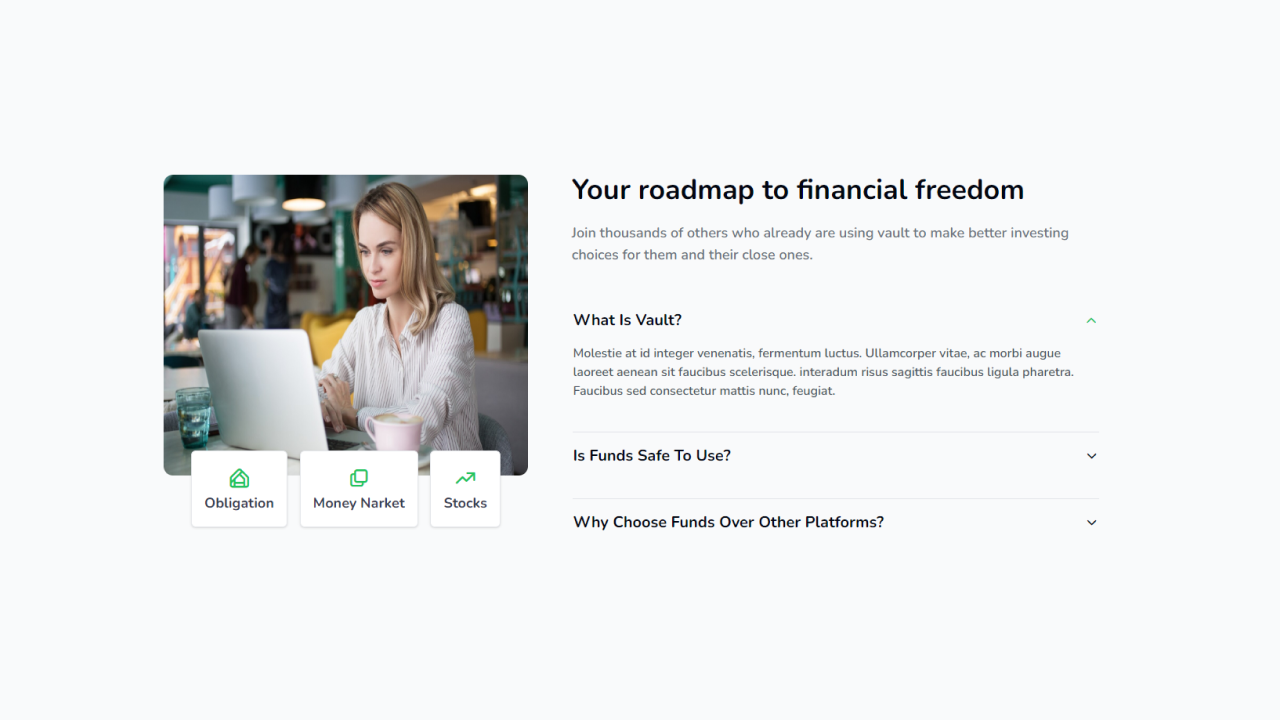 Your roadmap to financial freedom
Join thousands of others who already are using vault to make better investing
choices for them and their close ones.
What Is Vault?
Molestie at id integer venenatis, fermentum luctus. Ullamcorper vitae, ac morbi augue
laoreet aenean sit faucibus scelerisque. interadum risus sagittis faucibus ligula pharetra.
Faucibus sed consectetur mattis nunc, feugiat.
Is Funds Safe To Use?
Why Choose Funds Over Other Platforms?
Obligation
Money Narket
Stocks